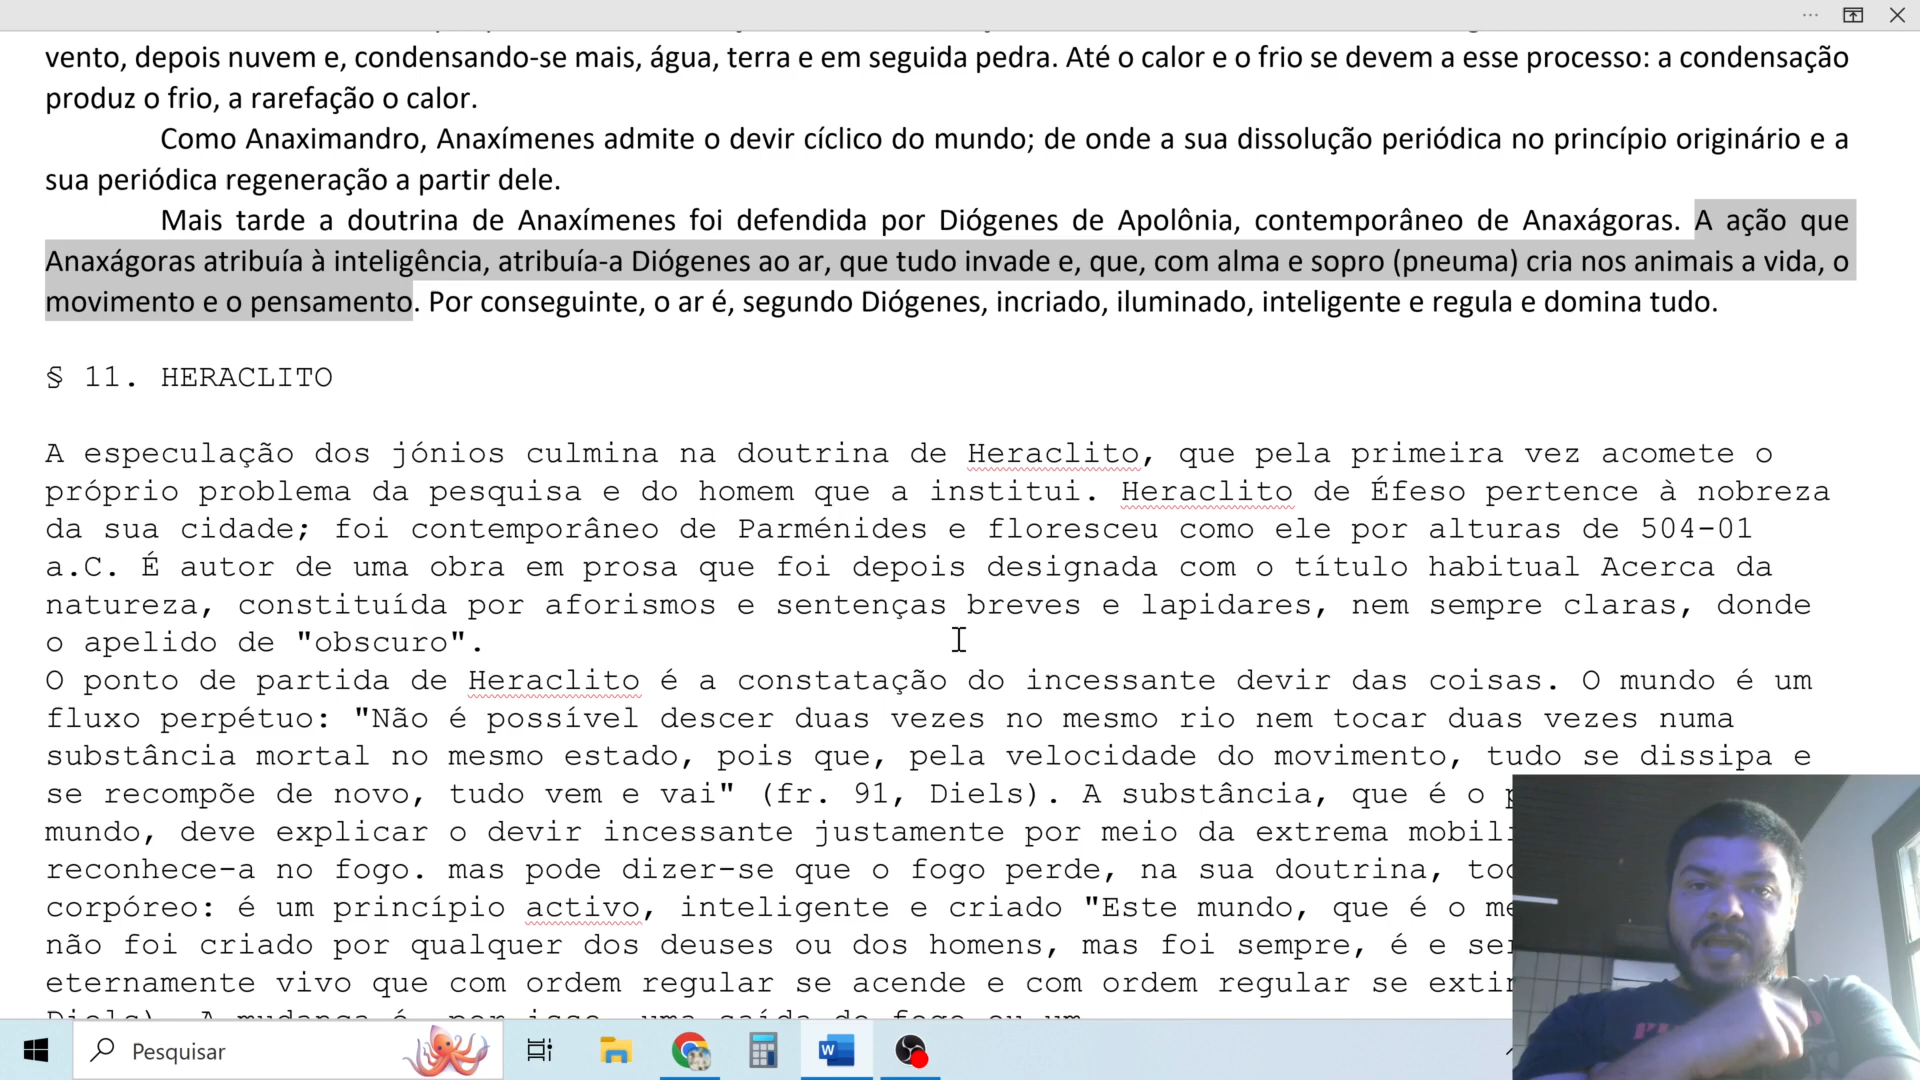 vento, depois nuvem e, condensando-se mais, água, terra e em seguida pedra. Até o calor e o frio se devem a esse processo: a condensação
produz o frio, a rarefação o calor.
Como Anaximandro, Anaxímenes admite o devir cíclico do mundo; de onde a sua dissolução periódica no princípio originário e a
sua periódica regeneração a partir dele.
Mais tarde a doutrina de Anaxímenes foi defendida por Diógenes de Apolônia, contemporâneo de Anaxágoras. A ação que
Anaxágoras atribuía à inteligência, atribuía-a Diógenes ao ar, que tudo invade e, que, com alma e sopro (pneuma) cria nos animais a vida, o
movimento e o pensamento. Por conseguinte, o ar é, segundo Diógenes, incriado, iluminado, inteligente e regula e domina tudo.
§ 11. HERACLITO
A especulação dos jónios culmina na doutrina de Heraclito, que pela primeira vez acomete o
próprio problema da pesquisa e do homem que a institui. Heraclito de Éfeso pertence à nobreza
da sua cidade; foi contemporâneo de Parménides e floresceu como ele por alturas de 504-01
a.C. É autor de uma obra em prosa que foi depois designada com o título habitual Acerca da
natureza, constituída por aforismos e sentenças breves e lapidares, nem sempre claras, donde
o apelido de "obscuro".
O ponto de partida de Heraclito é a constatação do incessante devir das coisas. O mundo é um
fluxo perpétuo: "Não é possível descer duas vezes no mesmo rio nem tocar duas vezes numa
substância mortal no mesmo estado, pois que, pela velocidade do movimento, tudo se dissipa e
se recompõe de novo, tudo vem e vai" (fr. 91, Diels). A substância, que é o
mundo, deve explicar o devir incessante justamente por meio da extrema
reconhece-a no fogo. mas pode dizer-se que o fogo perde, na sua doutrina,
corpóreo: é um princípio activo, inteligente e criado "Este mundo, que é o
não foi criado por qualquer dos deuses ou dos homens, mas foi sempre, é e
eternamente vivo que com ordem regular se acende e com ordem regular se
Diels). A mudança é, por isso, uma saída do fogo ou um
Pesquisar